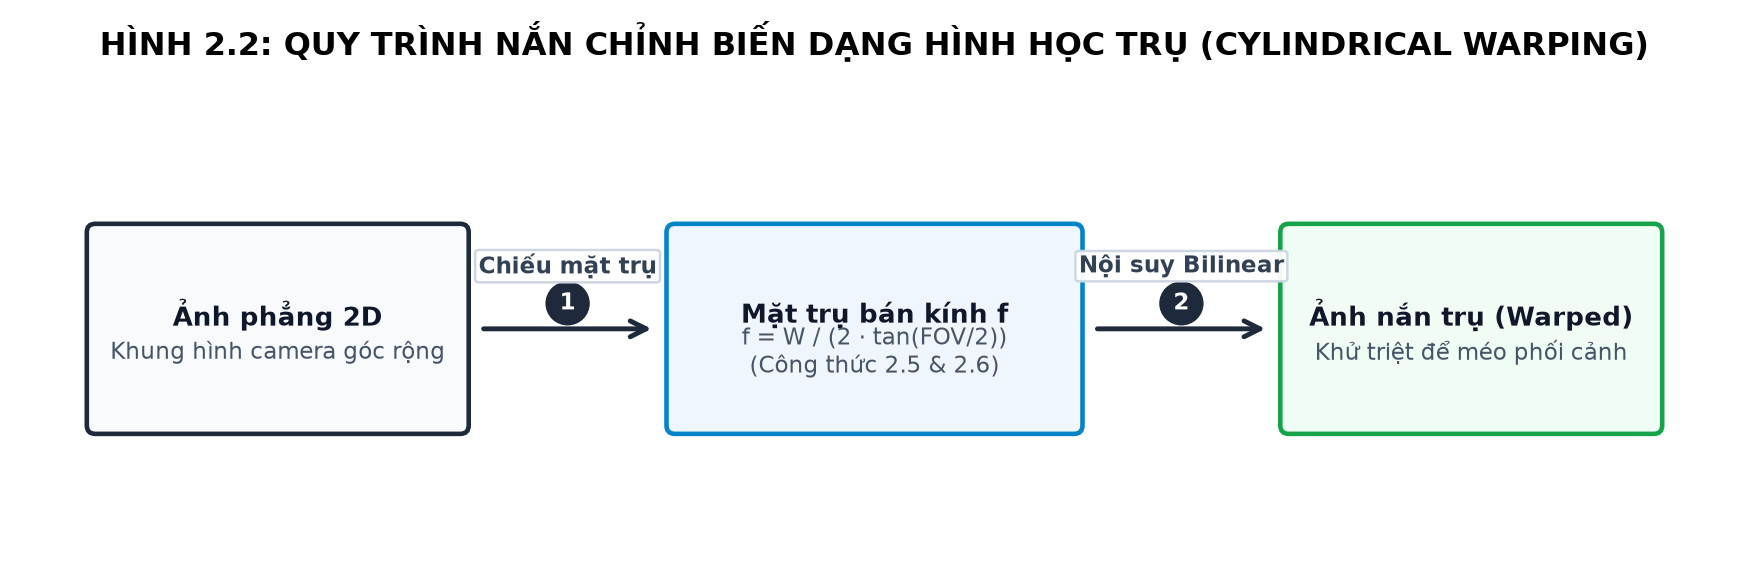 HÌNH 2.2: QUY TRÌNH NẮN CHỈNH BIẾN DẠNG HÌNH HỌC TRỤ (CYLINDRICAL WARPING)
Ảnh phẳng 2D
Khung hình camera góc rộng
Chiếu mặt trụ
1
Mặt trụ bán kính f
f = W / (2 · tan(FOV/2))
(Công thức 2.5 & 2.6)
Nội suy Bilinear
2
Ảnh nắn trụ (Warped)
Khử triệt để méo phối cảnh